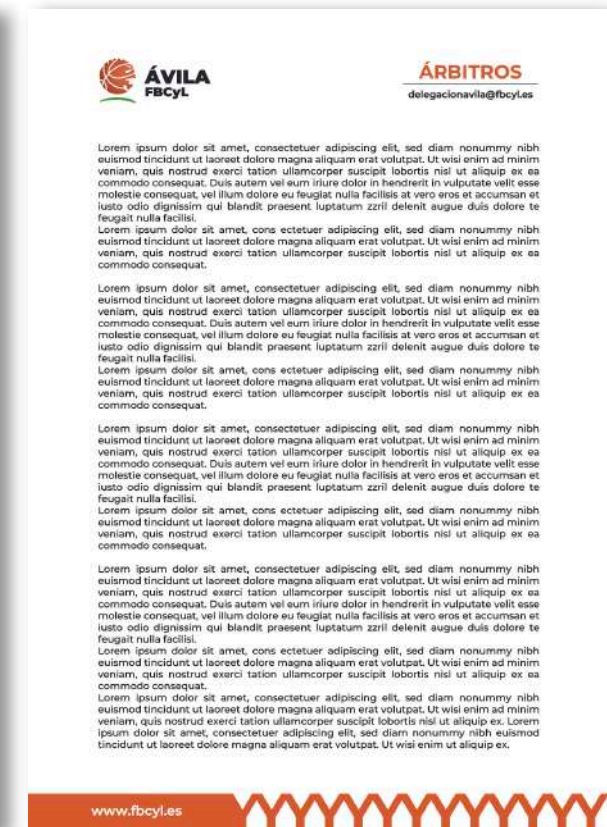 ÁVILA
FBCyL
ÁRBITROS
delegacionavila@fbcyl.es
Lorem ipsum dolor sit amet, consectetuer adipiscing elit, sed diam nonummy nibh
euismod tincidunt ut laoreet dolore magna aliquam erat volutpat. Ut wisi enim ad minim
veniam, quis nostrud exerci tation ullamcorper suscipit lobortis nisl ut aliquip ex ea
commodo consequat. Duis autem vel eum iriure dolor in hendrerit in vulputate velit esse
molestie consequat, vel illum dolore eu feugiat nulla facilisis at vero eros et accumsan et
iusto odio dignissim qui blandit praesent luptatum zzril delenit augue duis dolore te
feugait nulla facilisi.
Lorem ipsum dolor sit amet, cons ectetuer adipiscing elit, sed diam nonummy nibh
euismod tincidunt ut laoreet dolore magna aliquam erat volutpat. Ut wisi enim ad minim
veniam, quis nostrud exerci tation ullamcorper suscipit lobortis nisl ut aliquip ex ea
commodo consequat.
Lorem ipsum dolor sit amet, consectetuer adipiscing elit, sed diam nonummy nibh
euismod tincidunt ut laoreet dolore magna aliquam erat volutpat. Ut wisi enim ad minim
veniam, quis nostrud exerci tation ullamcorper suscipit lobortis nisl ut aliquip ex ea
commodo consequat. Duis autem vel eum iriure dolor in hendrerit in vulputate velit esse
molestie consequat, vel illum dolore eu feugiat nulla facilisis at vero eros et accumsan et
iusto odio dignissim qui blandit praesent luptatum zzril delenit augue duis dolore te
feugait nulla facilisi.
Lorem ipsum dolor sit amet, cons ectetuer adipiscing elit, sed diam nonummy nibh
euismod tincidunt ut laoreet dolore magna aliquam erat volutpat. Ut wisi enim ad minim
veniam, quis nostrud exerci tation ullamcorper suscipit lobortis nisl ut aliquip ex ea
commodo consequat.
Lorem ipsum dolor sit amet, consectetuer adipiscing elit, sed diam nonummy nibh
euismod tincidunt ut laoreet dolore magna aliquam erat volutpat. Ut wisi enim ad minim
veniam, quis nostrud exerci tation ullamcorper suscipit lobortis nisl ut aliquip ex ea
commodo consequat. Duis autem vel eum iriure dolor in hendrerit in vulputate velit esse
molestie consequat, vel illum dolore eu feugiat nulla facilisis at vero eros et accumsan et
iusto odio dignissim qui blandit praesent luptatum zzril delenit augue duis dolore te
feugait nulla facilisi.
Lorem ipsum dolor sit amet, cons ectetuer adipiscing elit, sed diam nonummy nibh
euismod tincidunt ut laoreet dolore magna aliquam erat volutpat. Ut wisi enim ad minim
veniam, quis nostrud exerci tation ullamcorper suscipit lobortis nisl ut aliquip ex ea
commodo consequat.
Lorem ipsum dolor sit amet, consectetuer adipiscing elit, sed diam nonummy nibh
euismod tincidunt ut laoreet dolore magna aliquam erat volutpat. Ut wisi enim ad minim
veniam, quis nostrud exerci tation ullamcorper suscipit lobortis nisl ut aliquip ex ea
commodo consequat. Duis autem vel eum iriure dolor in hendrerit in vulputate velit esse
molestie consequat, vel illum dolore eu feugiat nulla facilisis at vero eros et accumsan et
iusto odio dignissim qui blandit praesent luptatum zzril delenit augue duis dolore te
feugait nulla facilisi.
Lorem ipsum dolor sit amet, cons ectetuer adipiscing elit, sed diam nonummy nibh
euismod tincidunt ut laoreet dolore magna aliquam erat volutpat. Ut wisi enim ad minim
veniam, quis nostrud exerci tation ullamcorper suscipit lobortis nisl ut aliquip ex ea
commodo consequat.
Lorem ipsum dolor sit amet, consectetuer adipiscing elit, sed diam nonummy nibh
euismod tincidunt ut laoreet dolore magna aliquam erat volutpat. Ut wisi enim ad minim
veniam, quis nostrud exerci tation ullamcorper suscipit lobortis nisl ut aliquip ex. Lorem
ipsum dolor sit amet, consectetuer adipiscing elit, sed diam nonummy nibh euismod
tincidunt ut laoreet dolore magna aliquam erat volutpat. Ut wisi enim ut aliquip ex.
www.fbcyl.es